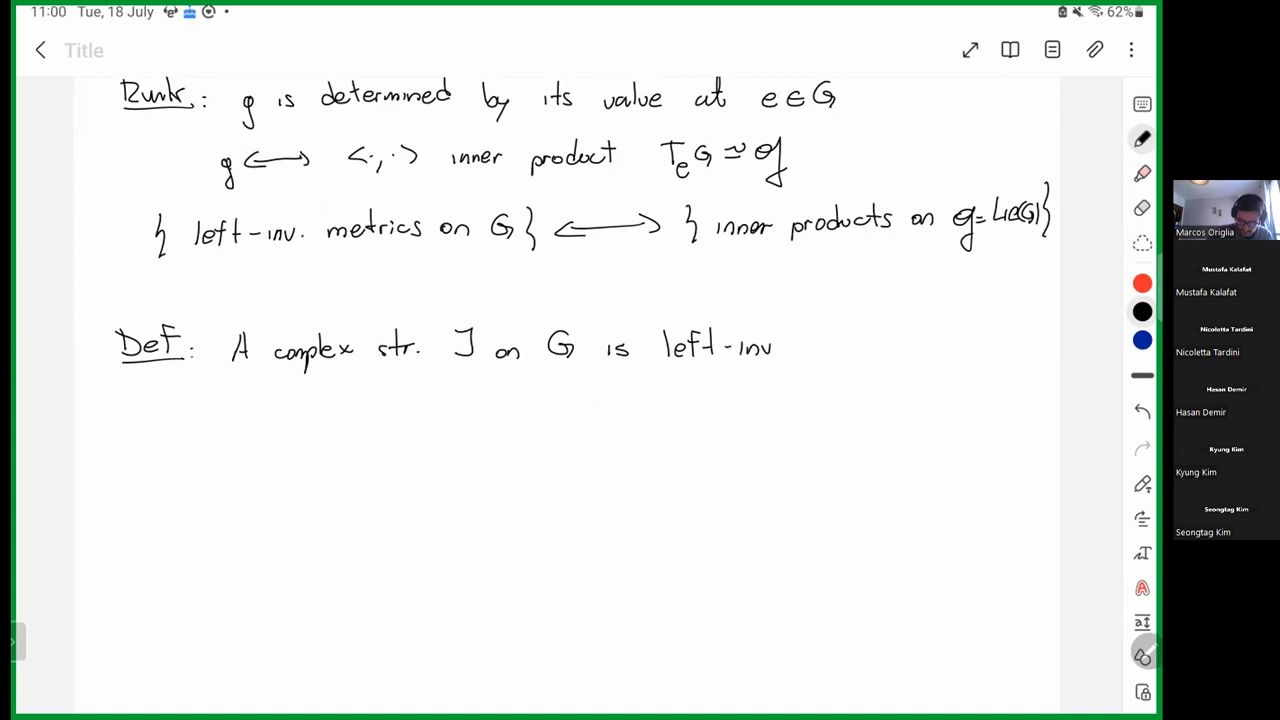 11:00 Tue, 18 July
62%
Title
Rmk: g is determined by its value at e ∈ G
g ⟷ <·,·> inner product TeG ≃ 𝔤
{ left-inv. metrics on G } ⟷ { inner products on 𝔤 = Lie(G) }
Def: A complex str. J on G is left-inv
Marcos Origlia
Mustafa Kalafat
Mustafa Kalafat
Nicoletta Tardini
Nicoletta Tardini
Hasan Demir
Hasan Demir
Kyung Kim
Kyung Kim
Seongtag Kim
Seongtag Kim